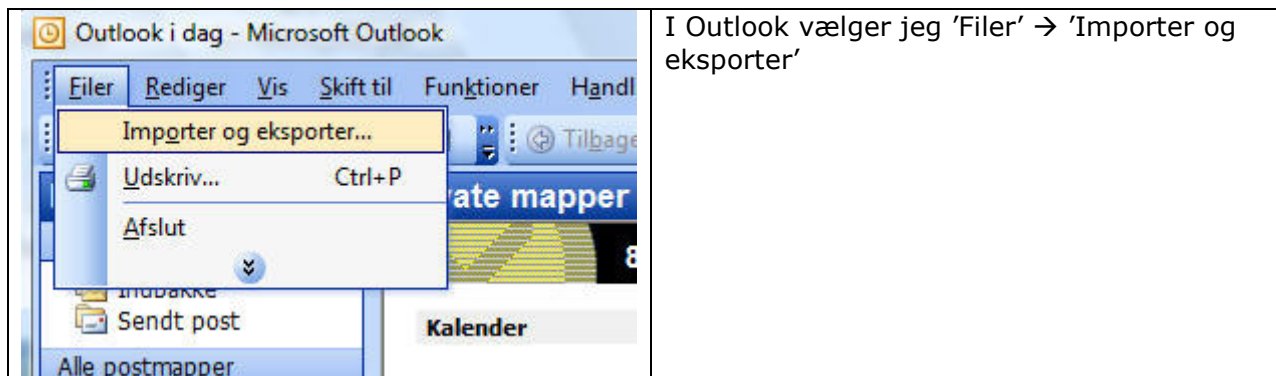 Outlook i dag - Microsoft Outlook
Filer Rediger Vis Skift til Funktioner Handl
Importer og eksporter...
Tilbage
Udskriv... Ctrl+P
Afslut
vate mapper
8
Indbakke
Sendt post
Kalender
Alle postmapper
I Outlook vælger jeg ’Filer’ → ’Importer og
eksporter’